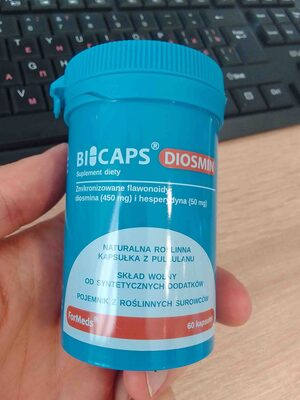 BICAPS® DIOSMIN
Suplement diety
Zmikronizowane flawonoidy
diosmina (450 mg) i hesperydyna (50 mg)
NATURALNA ROŚLINNA
KAPSUŁKA Z PULLULANU
SKŁAD WOLNY
OD SYNTETYCZNYCH DODATKÓW
POJEMNIK Z ROŚLINNYCH SUROWCÓW
ForMeds®
60 kapsułek